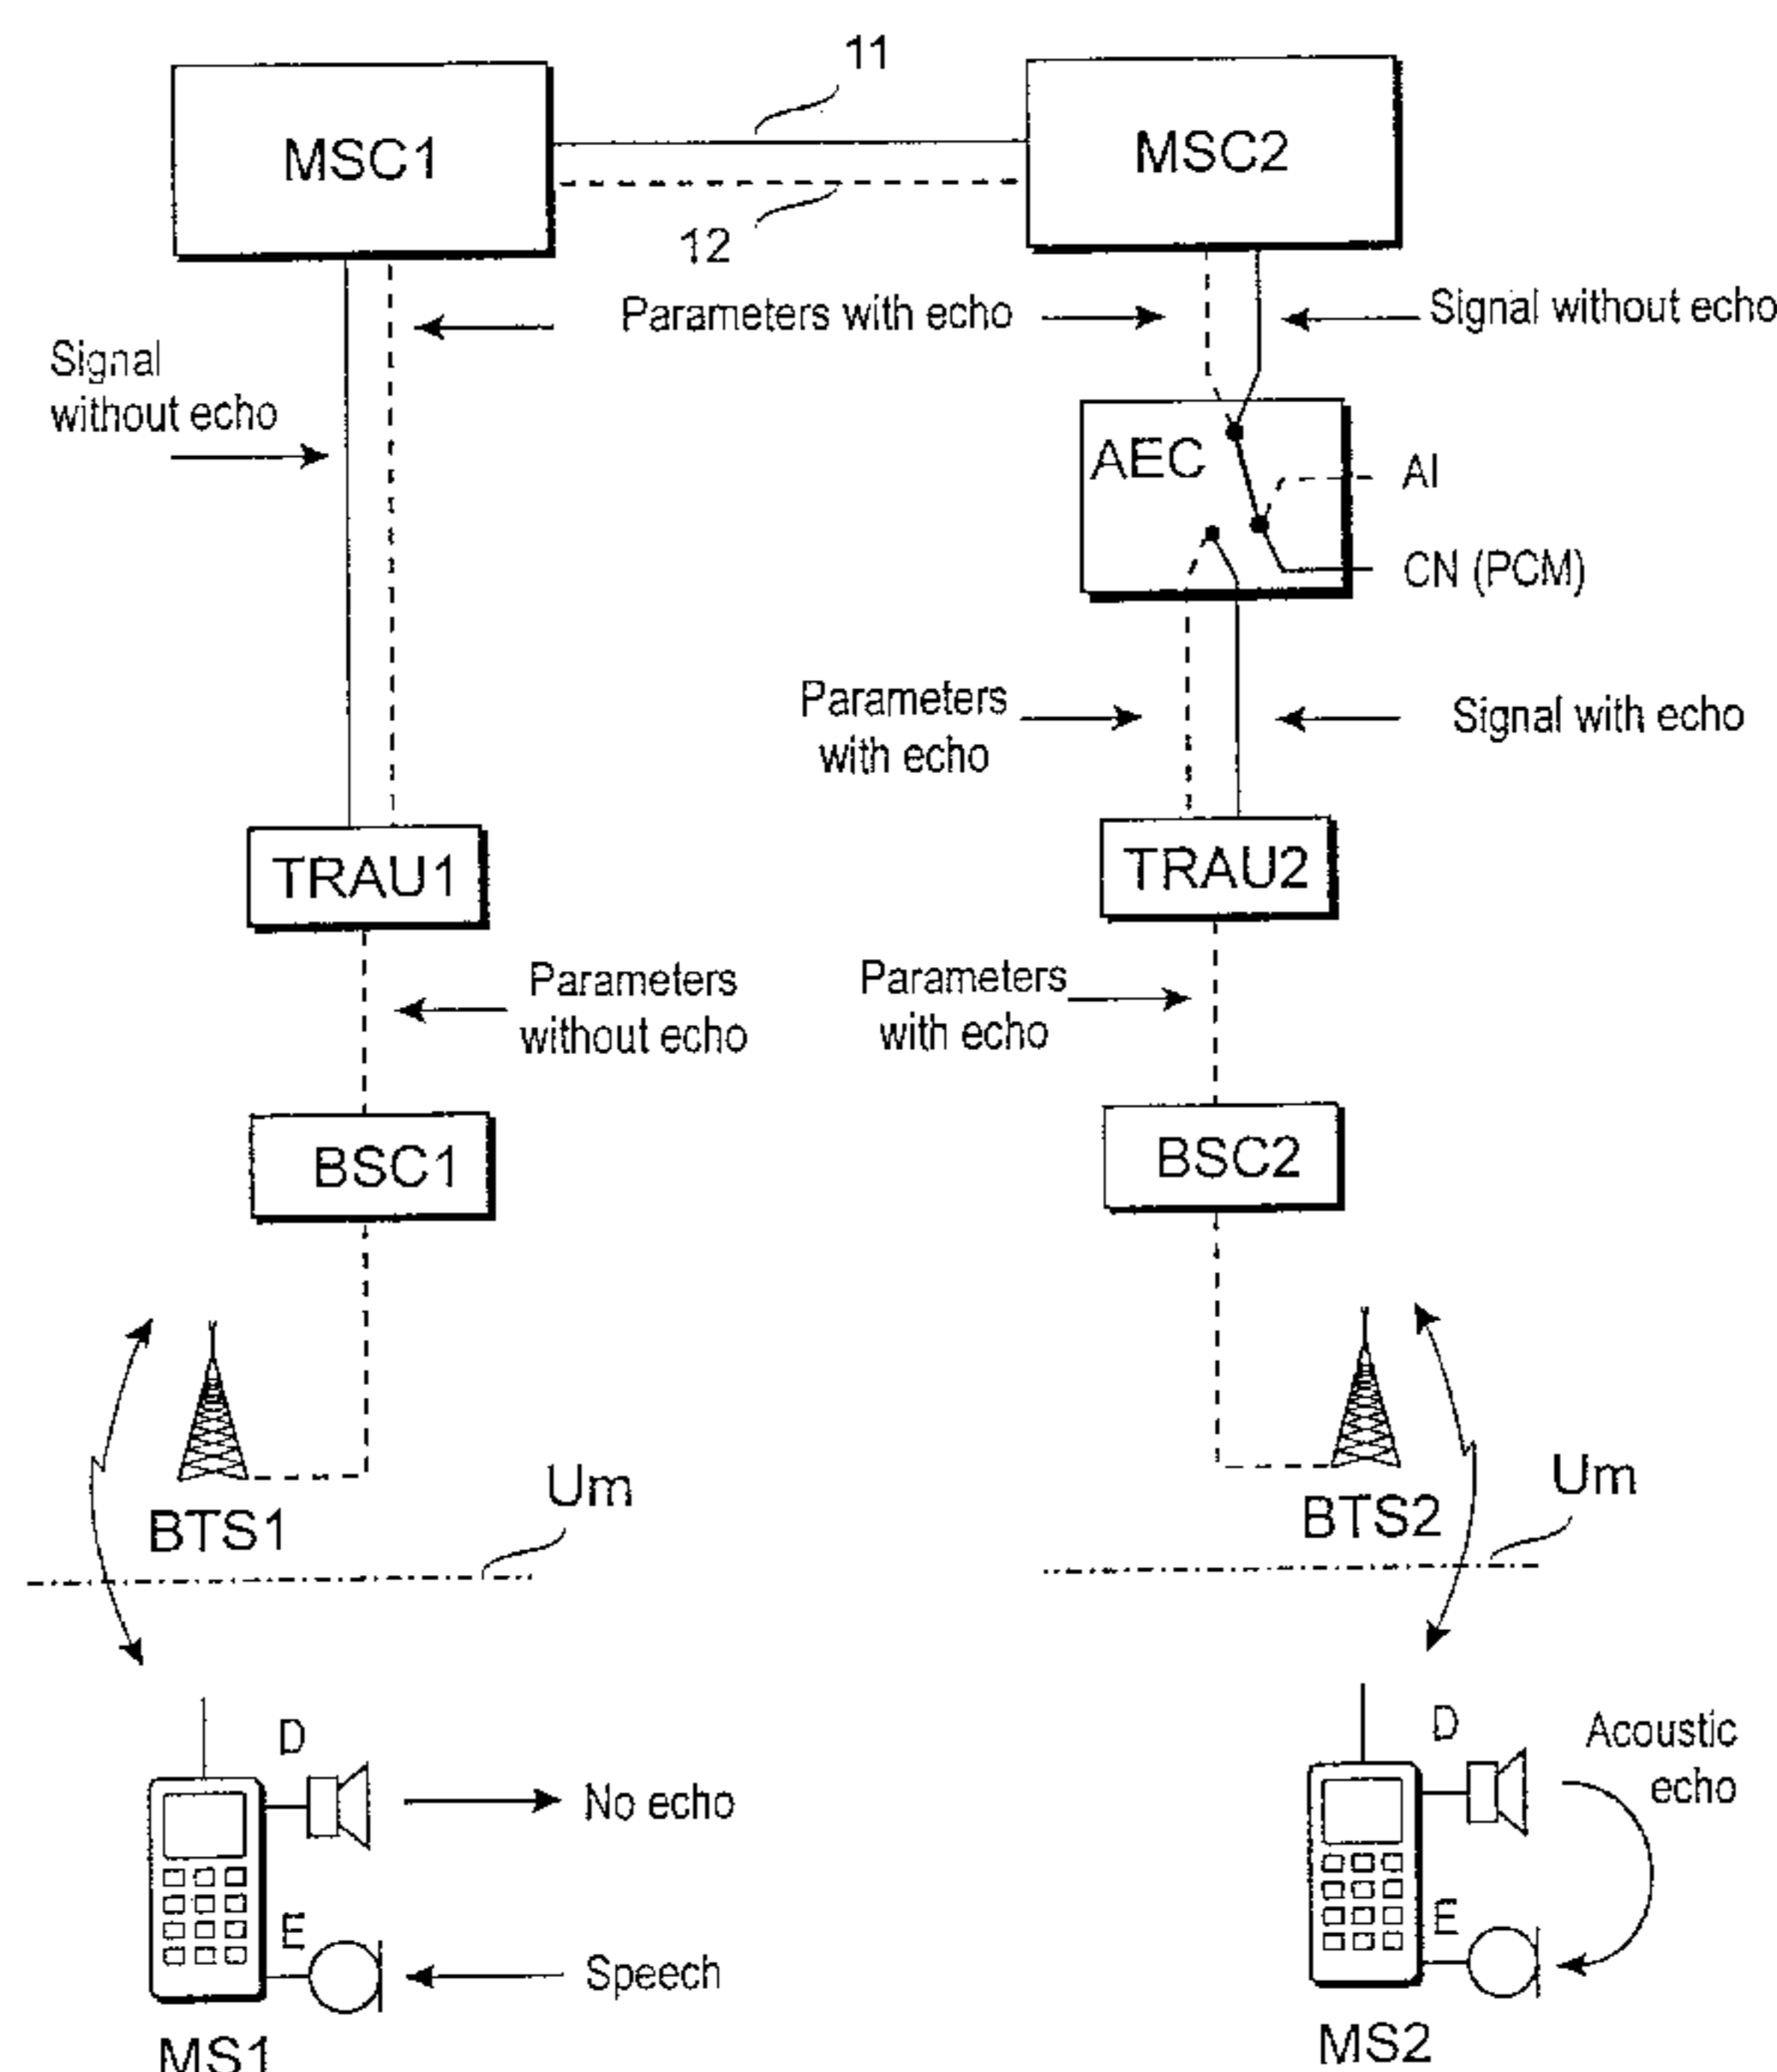 11
MSC1
MSC2
12
Parameters with echo
Signal without echo
Signal
without echo
AEC
AI
CN (PCM)
Parameters
with echo
Signal with echo
TRAU1
TRAU2
Parameters
without echo
Parameters
with echo
BSC1
BSC2
Um
Um
BTS1
BTS2
D
No echo
D
Acoustic
echo
E
Speech
E
MS1
MS2